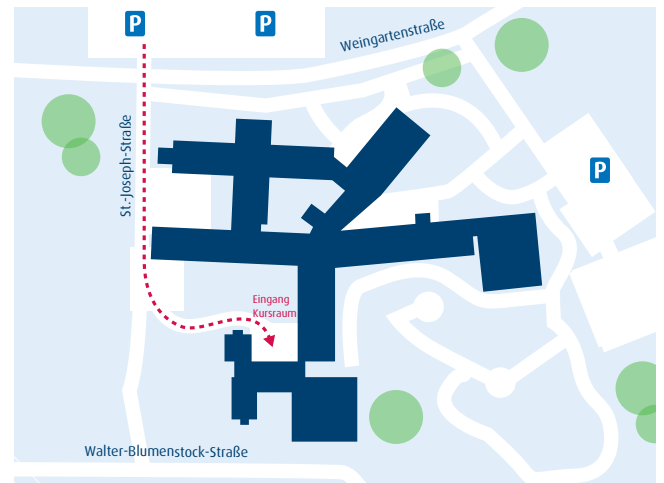 P
P
Weingartenstraße
St.-Joseph-Straße
P
Eingang
Kursraum
Walter-Blumenstock-Straße